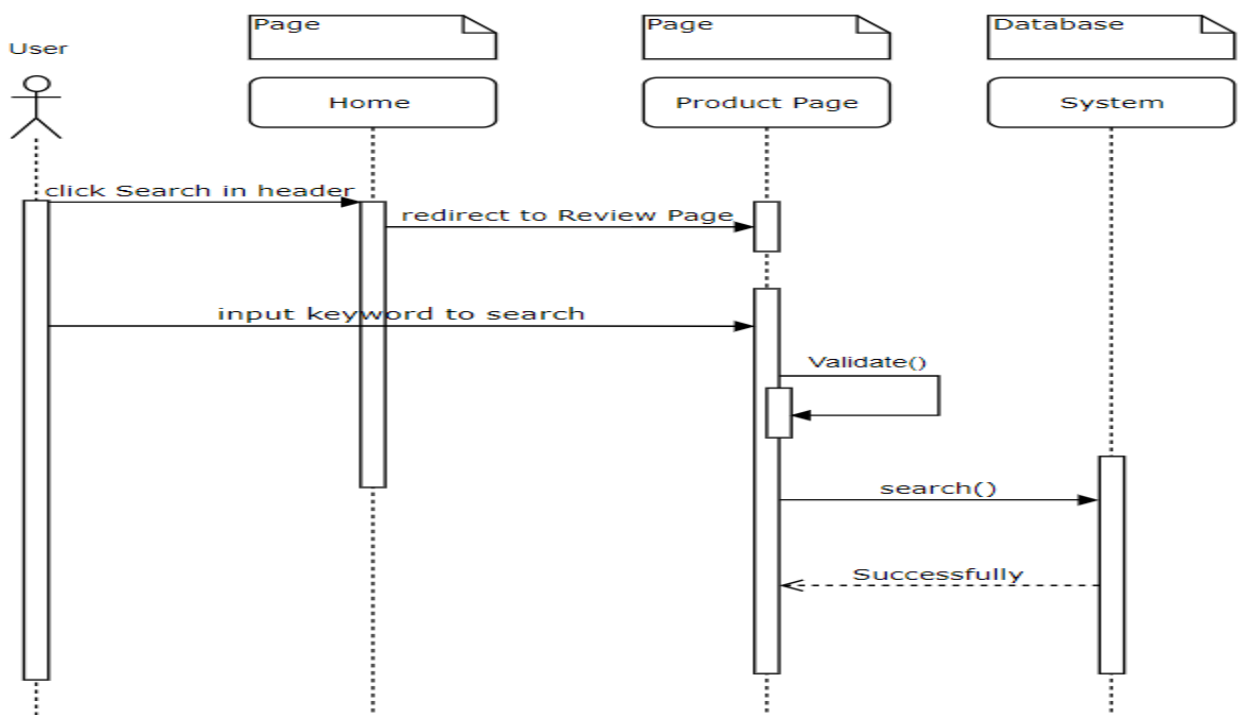 User
Page
Page
Database
Home
Product Page
System
click Search in header
redirect to Review Page
input keyword to search
Validate()
search()
Successfully